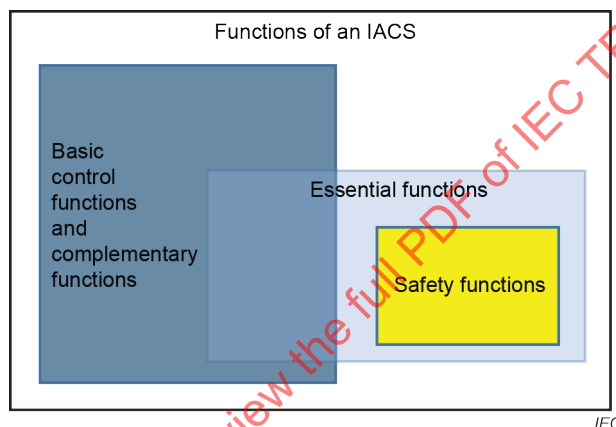 Functions of an IACS
Basic
control
functions
and
complementary
functions
Essential functions
Safety functions
view the full PDF of IEC TR
IEC